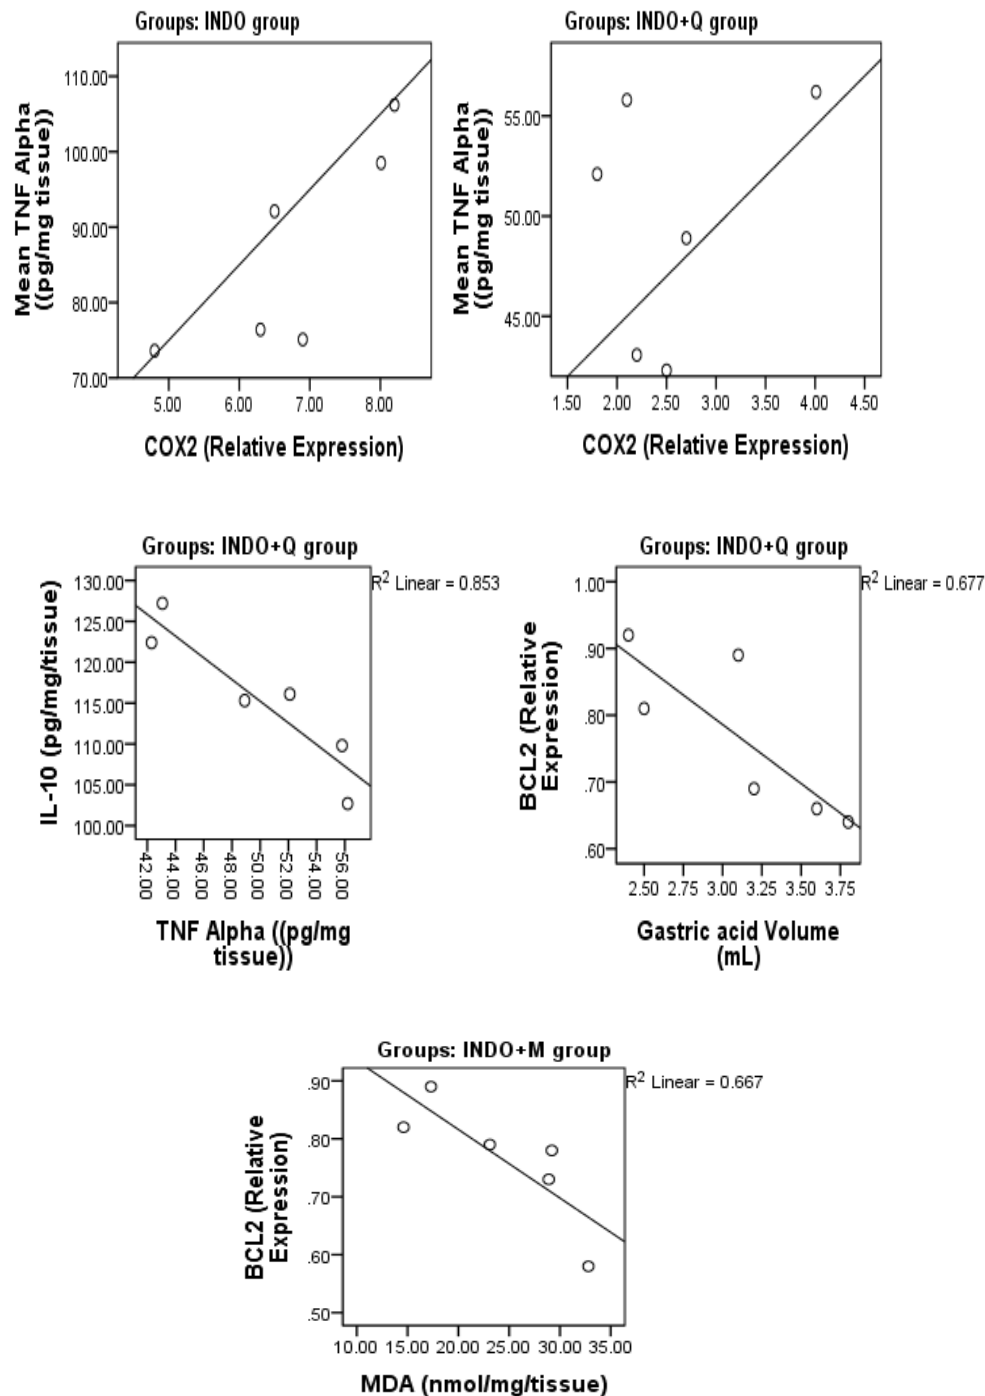 Groups: INDO group
Mean TNF Alpha
((pg/mg tissue))
110.00
100.00
90.00
80.00
70.00
5.00 6.00 7.00 8.00
COX2 (Relative Expression)
Groups: INDO+Q group
Mean TNF Alpha
((pg/mg tissue))
55.00
50.00
45.00
1.50 2.00 2.50 3.00 3.50 4.00 4.50
COX2 (Relative Expression)
Groups: INDO+Q group
R² Linear = 0.853
IL-10 (pg/mg/tissue)
130.00
125.00
120.00
115.00
110.00
105.00
100.00
42.00 44.00 46.00 48.00 50.00 52.00 54.00 56.00
TNF Alpha ((pg/mg
tissue))
Groups: INDO+Q group
R² Linear = 0.677
BCL2 (Relative
Expression)
1.00
.90
.80
.70
.60
2.50 2.75 3.00 3.25 3.50 3.75
Gastric acid Volume
(mL)
Groups: INDO+M group
R² Linear = 0.667
BCL2 (Relative
Expression)
.90
.80
.70
.60
.50
10.00 15.00 20.00 25.00 30.00 35.00
MDA (nmol/mg/tissue)